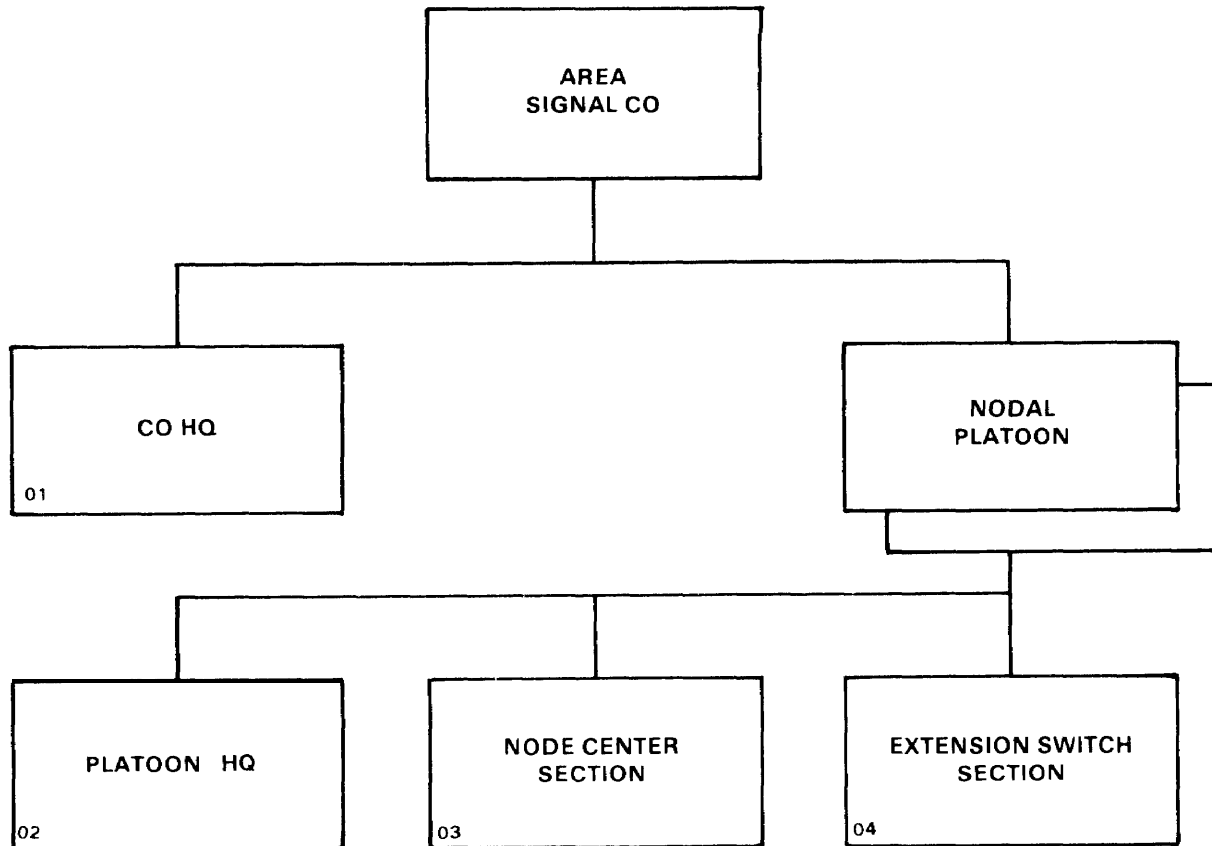 AREA
SIGNAL CO
CO HQ
01
NODAL
PLATOON
PLATOON HQ
02
NODE CENTER
SECTION
03
EXTENSION SWITCH
SECTION
04